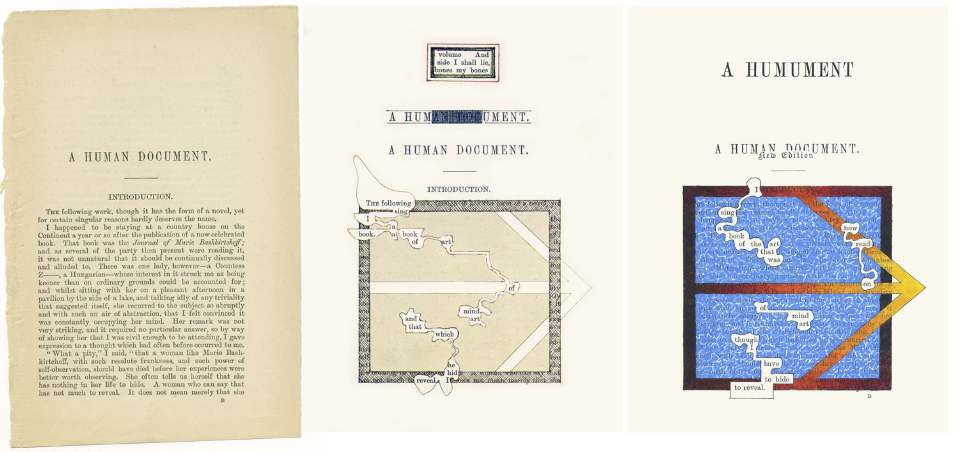 A HUMAN DOCUMENT.
INTRODUCTION.
THE following work, though it has the form of a novel, yet
for certain singular reasons hardly deserves the name.
I happened to be staying at a country house on the
Continent a year or so after the publication of a now celebrated
book. That book was the Journal of Marie Bashkirtcheff;
and as several of the party then present were reading it,
it was not unnatural that it should be continually discussed
and alluded to. There was one lady, however—a Countess
Z——, a Hungarian—whose interest in it struck me as being
keener than on ordinary grounds could be accounted for;
and whilst sitting with her on a pleasant afternoon in a
pavilion by the side of a lake, and talking idly of any triviality
that suggested itself, she recurred to the subject so abruptly
and with such an air of abstraction, that I felt convinced it
was constantly occupying her mind. Her remark was not
very striking, and it required no particular answer, so by way
of showing her that I was civil enough to be attending, I gave
expression to a thought which had often before occurred to me.
"What a pity," I said, "that a woman like Marie Bash-
kirtcheff, with such resolute frankness, and such power of
self-observation, should have died before her experiences were
better worth observing. She often tells us herself that she
has nothing in her life to hide. A woman who can say that
has not much to reveal. It does not mean merely that she
B
volume And
side I shall lie,
bones my bones
A HUM UMENT.
A HUMAN DOCUMENT.
INTRODUCTION.
The following
I sing
a
book. a book
of art
of
mind
and
that
which
he
hid
reveal I
A HUMUMENT
A HUMAN DOCUMENT.
New Edition
sing
a
book
of the art
that
was
now
read
on
of
mind
art
though
have
to hide
to reveal.
B